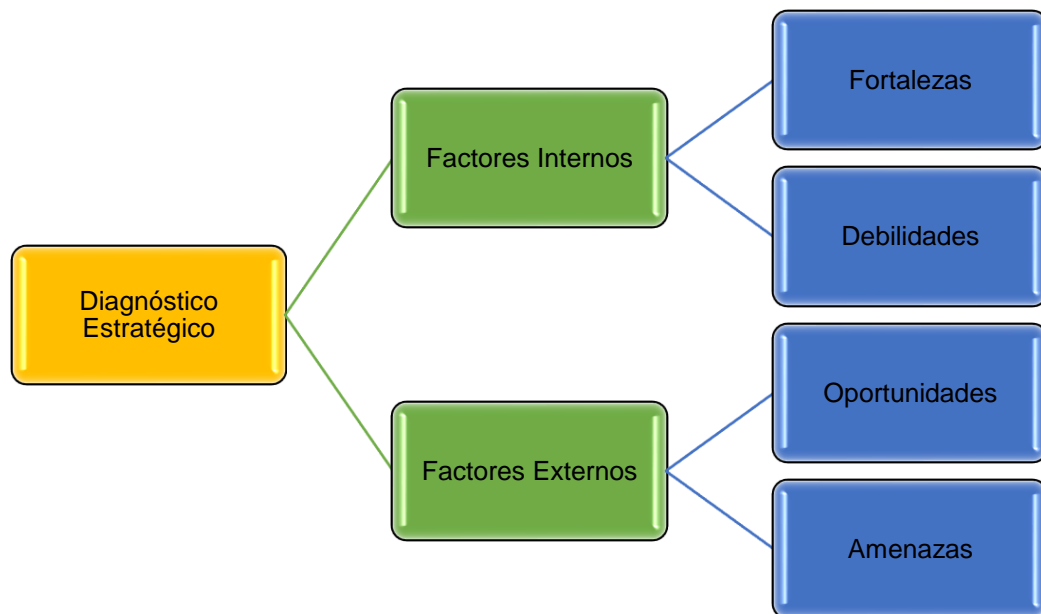 Diagnóstico
Estratégico
Factores Internos
Fortalezas
Debilidades
Factores Externos
Oportunidades
Amenazas